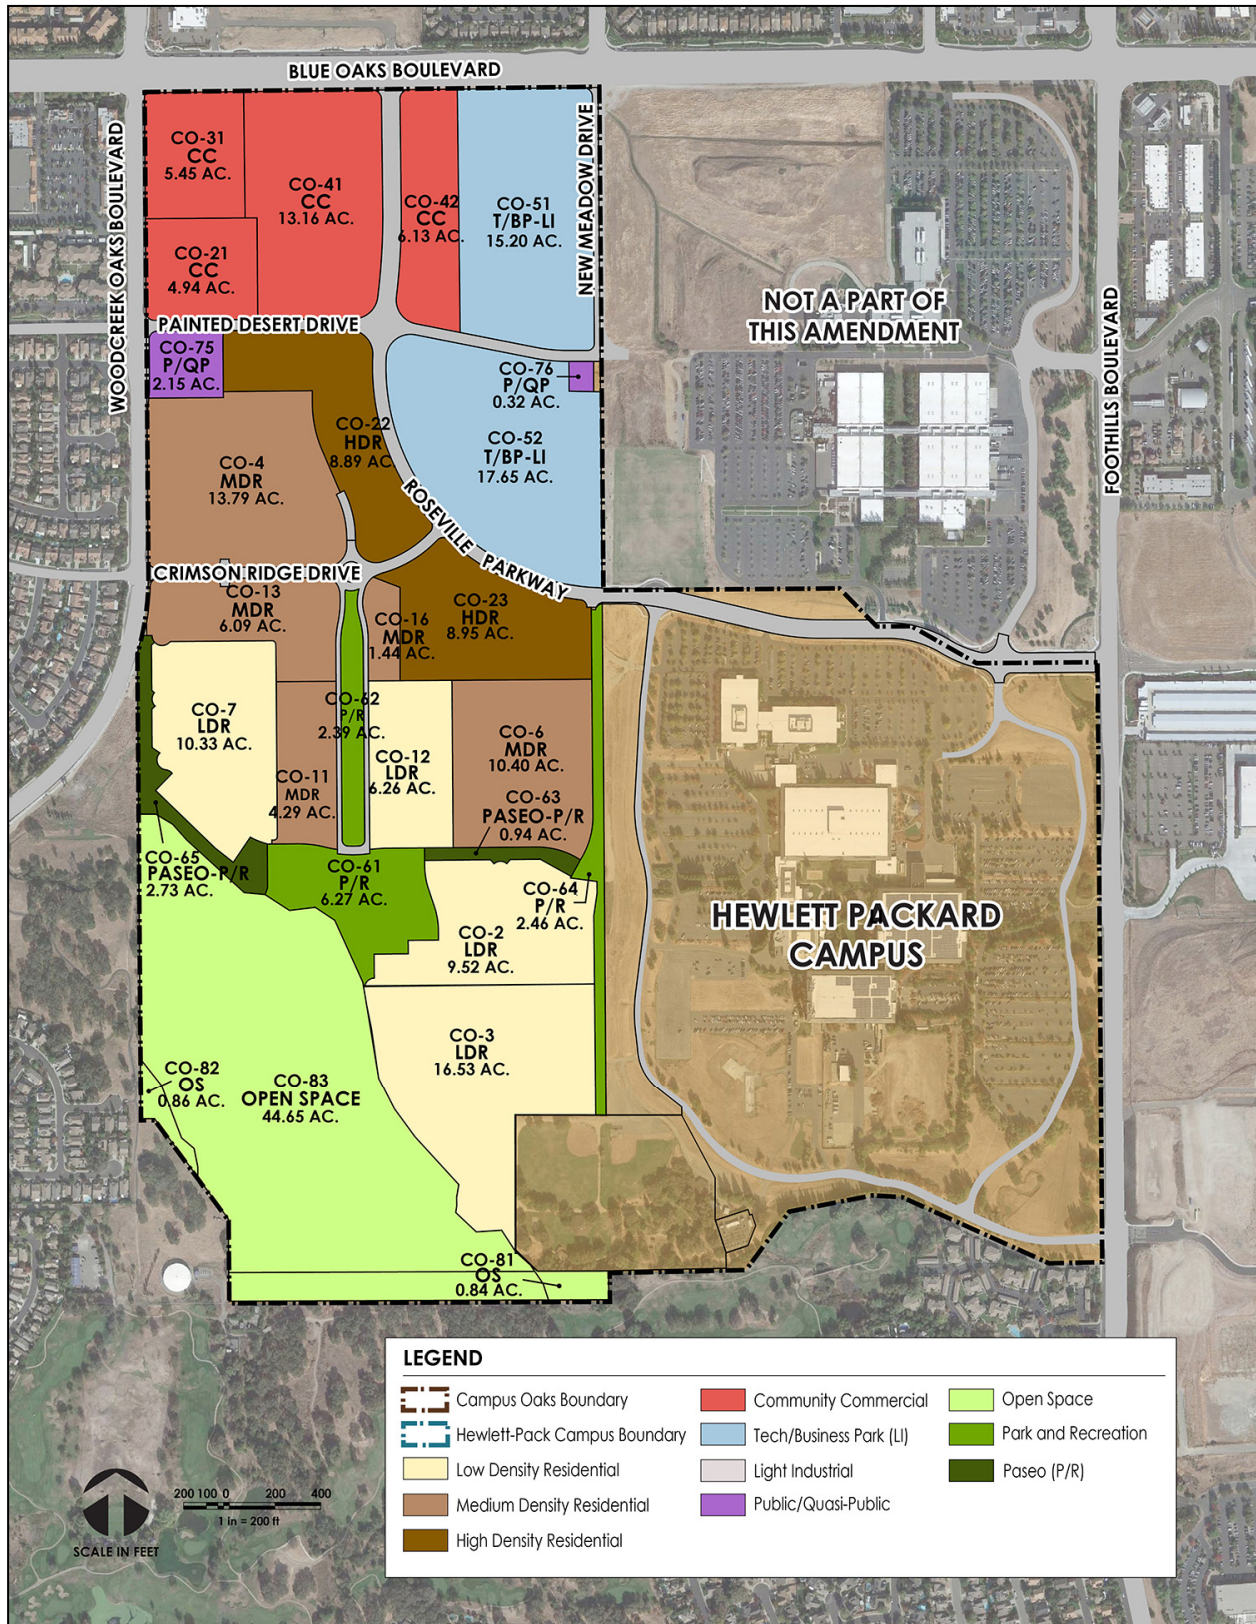 BLUE OAKS BOULEVARD
WOODCREEK OAKS BOULEVARD
NEW MEADOW DRIVE
FOOTHILLS BOULEVARD
CO-31
CC
5.45 AC.
CO-41
CC
13.16 AC.
CO-42
CC
6.13 AC.
CO-51
T/BP-LI
15.20 AC.
CO-21
CC
4.94 AC.
NOT A PART OF
THIS AMENDMENT
PAINTED DESERT DRIVE
CO-75
P/QP
2.15 AC.
CO-76
P/QP
0.32 AC.
CO-22
HDR
8.89 AC.
CO-52
T/BP-LI
17.65 AC.
CO-4
MDR
13.79 AC.
ROSEVILLE PARKWAY
CRIMSON RIDGE DRIVE
CO-13
MDR
6.09 AC.
CO-16
MDR
1.44 AC.
CO-23
HDR
8.95 AC.
CO-7
LDR
10.33 AC.
CO-62
P/R
2.39 AC.
CO-12
LDR
6.26 AC.
CO-6
MDR
10.40 AC.
CO-11
MDR
4.29 AC.
CO-63
PASEO-P/R
0.94 AC.
CO-65
PASEO-P/R
2.73 AC.
CO-61
P/R
6.27 AC.
CO-64
P/R
2.46 AC.
CO-2
LDR
9.52 AC.
HEWLETT PACKARD
CAMPUS
CO-3
LDR
16.53 AC.
CO-82
OS
0.86 AC.
CO-83
OPEN SPACE
44.65 AC.
CO-81
OS
0.84 AC.
LEGEND
Campus Oaks Boundary
Hewlett-Pack Campus Boundary
Low Density Residential
Medium Density Residential
High Density Residential
Community Commercial
Tech/Business Park (LI)
Light Industrial
Public/Quasi-Public
Open Space
Park and Recreation
Paseo (P/R)
200 100 0 200 400
1 in = 200 ft
SCALE IN FEET